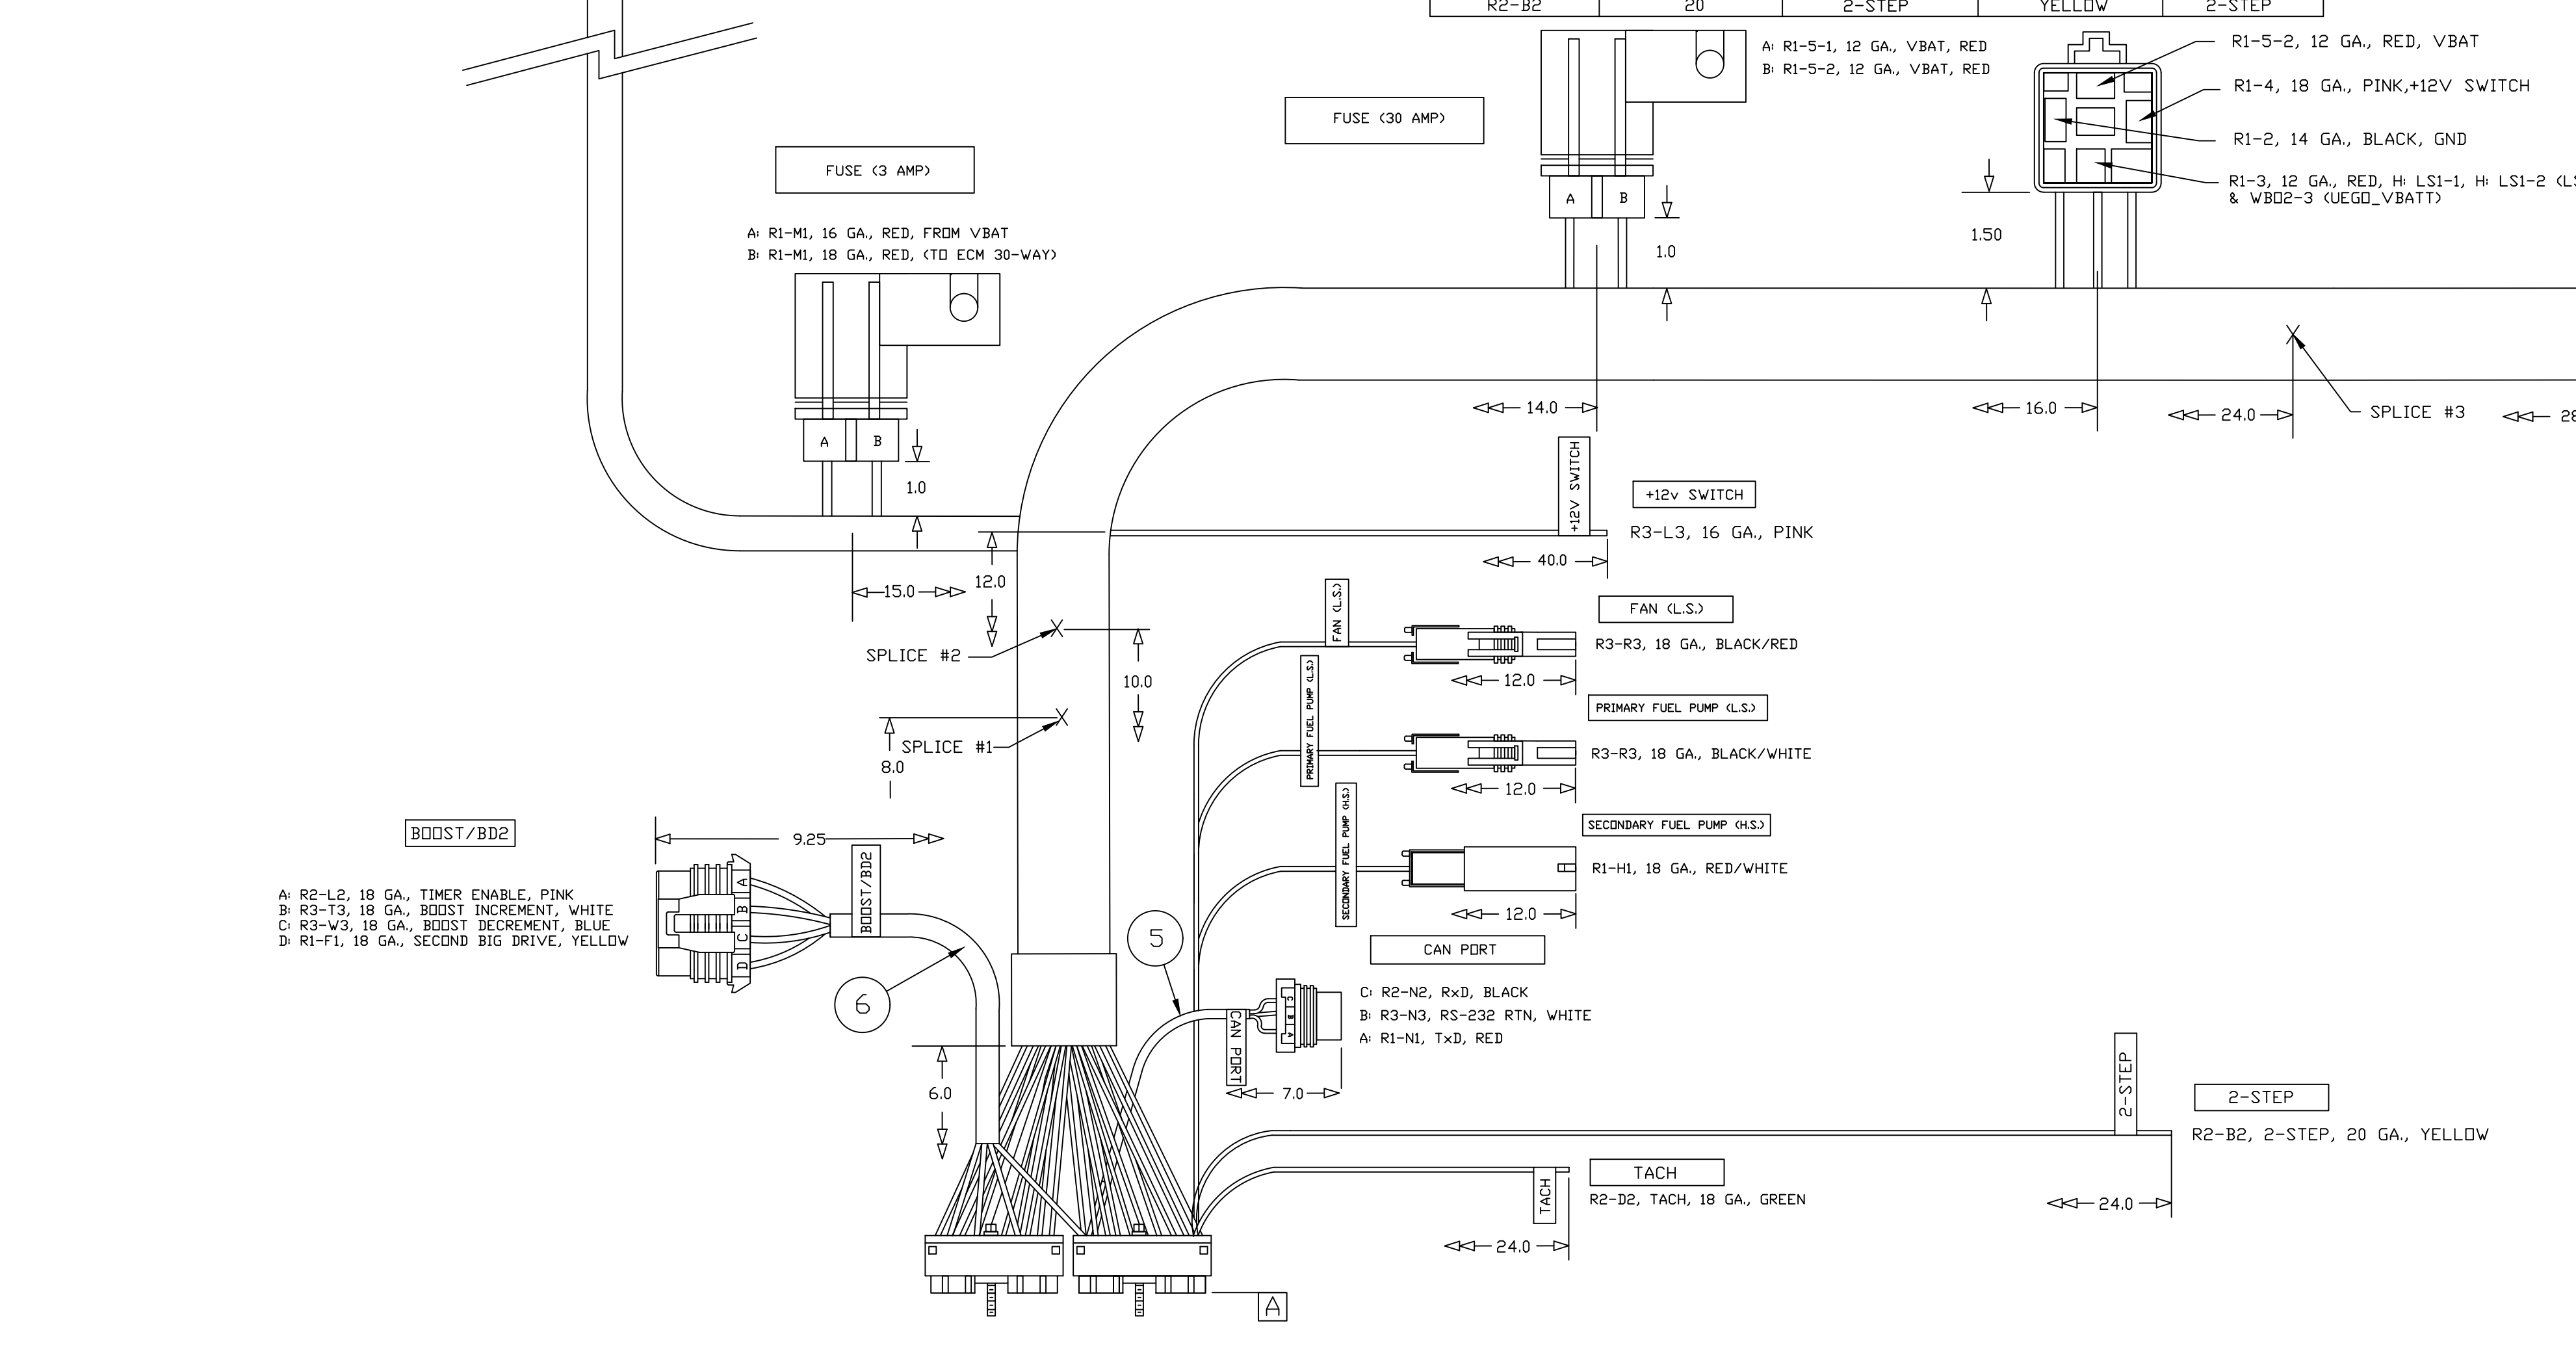 R2-B2 20 2-STEP YELLOW 2-STEP
A: R1-5-1, 12 GA., VBAT, RED
B: R1-5-2, 12 GA., VBAT, RED
R1-5-2, 12 GA., RED, VBAT
R1-4, 18 GA., PINK,+12V SWITCH
R1-2, 14 GA., BLACK, GND
R1-3, 12 GA., RED, H: LS1-1, H: LS1-2
& WBO2-3 (UEGO_VBATT)
FUSE (30 AMP)
A B
1.0
1.50
FUSE (3 AMP)
A: R1-M1, 16 GA., RED, FROM VBAT
B: R1-M1, 18 GA., RED, (TO ECM 30-WAY)
A B
1.0
14.0
16.0
24.0
SPLICE #3
28
+12V SWITCH
+12v SWITCH
R3-L3, 16 GA., PINK
40.0
15.0
12.0
SPLICE #2
10.0
SPLICE #1
8.0
FAN (L.S.)
FAN (L.S.)
R3-R3, 18 GA., BLACK/RED
12.0
PRIMARY FUEL PUMP (L.S.)
PRIMARY FUEL PUMP (L.S.)
R3-R3, 18 GA., BLACK/WHITE
12.0
SECONDARY FUEL PUMP (H.S.)
SECONDARY FUEL PUMP (H.S.)
R1-H1, 18 GA., RED/WHITE
12.0
BOOST/BD2
9.25
BOOST/BD2
A: R2-L2, 18 GA., TIMER ENABLE, PINK
B: R3-T3, 18 GA., BOOST INCREMENT, WHITE
C: R3-W3, 18 GA., BOOST DECREMENT, BLUE
D: R1-F1, 18 GA., SECOND BIG DRIVE, YELLOW
A
B
C
D
6
5
CAN PORT
CAN PORT
C: R2-N2, RxD, BLACK
B: R3-N3, RS-232 RTN, WHITE
A: R1-N1, TxD, RED
C
B
A
7.0
6.0
2-STEP
2-STEP
R2-B2, 2-STEP, 20 GA., YELLOW
24.0
TACH
TACH
R2-D2, TACH, 18 GA., GREEN
24.0
A